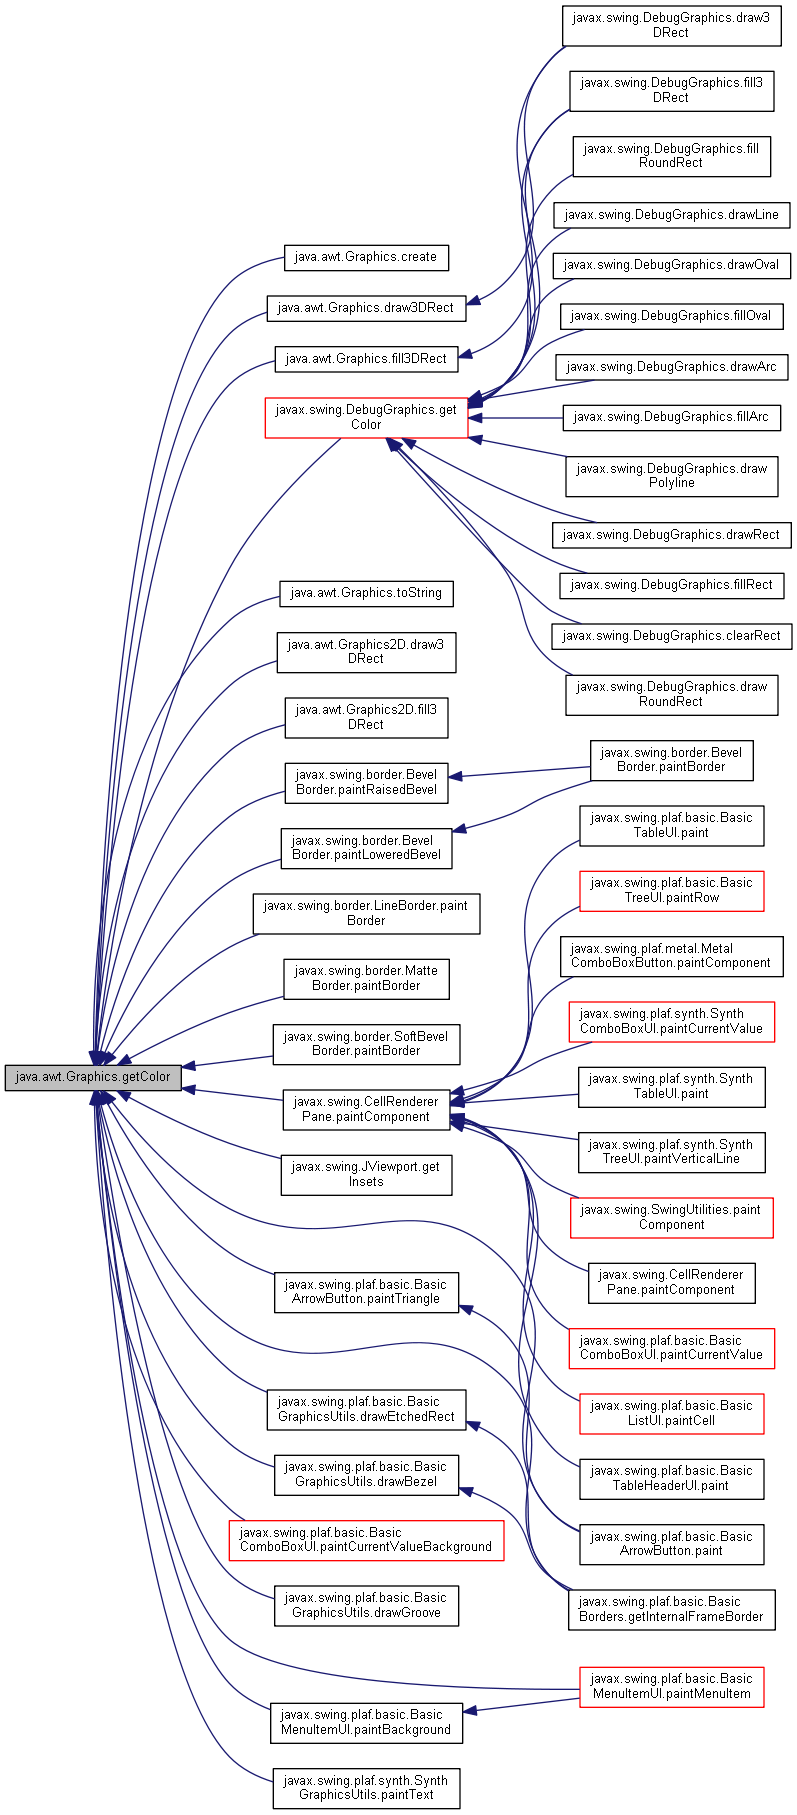 javax.swing.DebugGraphics.draw3
DRect
javax.swing.DebugGraphics.fill3
DRect
javax.swing.DebugGraphics.fill
RoundRect
javax.swing.DebugGraphics.drawLine
java.awt.Graphics.create
javax.swing.DebugGraphics.drawOval
java.awt.Graphics.draw3DRect
javax.swing.DebugGraphics.fillOval
java.awt.Graphics.fill3DRect
javax.swing.DebugGraphics.drawArc
javax.swing.DebugGraphics.get
Color
javax.swing.DebugGraphics.fillArc
javax.swing.DebugGraphics.draw
Polyline
javax.swing.DebugGraphics.drawRect
javax.swing.DebugGraphics.fillRect
java.awt.Graphics.toString
javax.swing.DebugGraphics.clearRect
java.awt.Graphics2D.draw3
DRect
javax.swing.DebugGraphics.draw
RoundRect
java.awt.Graphics2D.fill3
DRect
javax.swing.border.Bevel
Border.paintBorder
javax.swing.border.Bevel
Border.paintRaisedBevel
javax.swing.plaf.basic.Basic
TableUI.paint
javax.swing.border.Bevel
Border.paintLoweredBevel
javax.swing.plaf.basic.Basic
TreeUI.paintRow
javax.swing.border.LineBorder.paint
Border
javax.swing.plaf.metal.Metal
ComboBoxButton.paintComponent
javax.swing.border.Matte
Border.paintBorder
javax.swing.plaf.synth.Synth
ComboBoxUI.paintCurrentValue
javax.swing.border.SoftBevel
Border.paintBorder
java.awt.Graphics.getColor
javax.swing.plaf.synth.Synth
TableUI.paint
javax.swing.CellRenderer
Pane.paintComponent
javax.swing.plaf.synth.Synth
TreeUI.paintVerticalLine
javax.swing.JViewport.get
Insets
javax.swing.SwingUtilities.paint
Component
javax.swing.CellRenderer
Pane.paintComponent
javax.swing.plaf.basic.Basic
ArrowButton.paintTriangle
javax.swing.plaf.basic.Basic
ComboBoxUI.paintCurrentValue
javax.swing.plaf.basic.Basic
GraphicsUtils.drawEtchedRect
javax.swing.plaf.basic.Basic
ListUI.paintCell
javax.swing.plaf.basic.Basic
GraphicsUtils.drawBezel
javax.swing.plaf.basic.Basic
TableHeaderUI.paint
javax.swing.plaf.basic.Basic
ComboBoxUI.paintCurrentValueBackground
javax.swing.plaf.basic.Basic
ArrowButton.paint
javax.swing.plaf.basic.Basic
GraphicsUtils.drawGroove
javax.swing.plaf.basic.Basic
Borders.getInternalFrameBorder
javax.swing.plaf.basic.Basic
MenuItemUI.paintMenuItem
javax.swing.plaf.basic.Basic
MenuItemUI.paintBackground
javax.swing.plaf.synth.Synth
GraphicsUtils.paintText